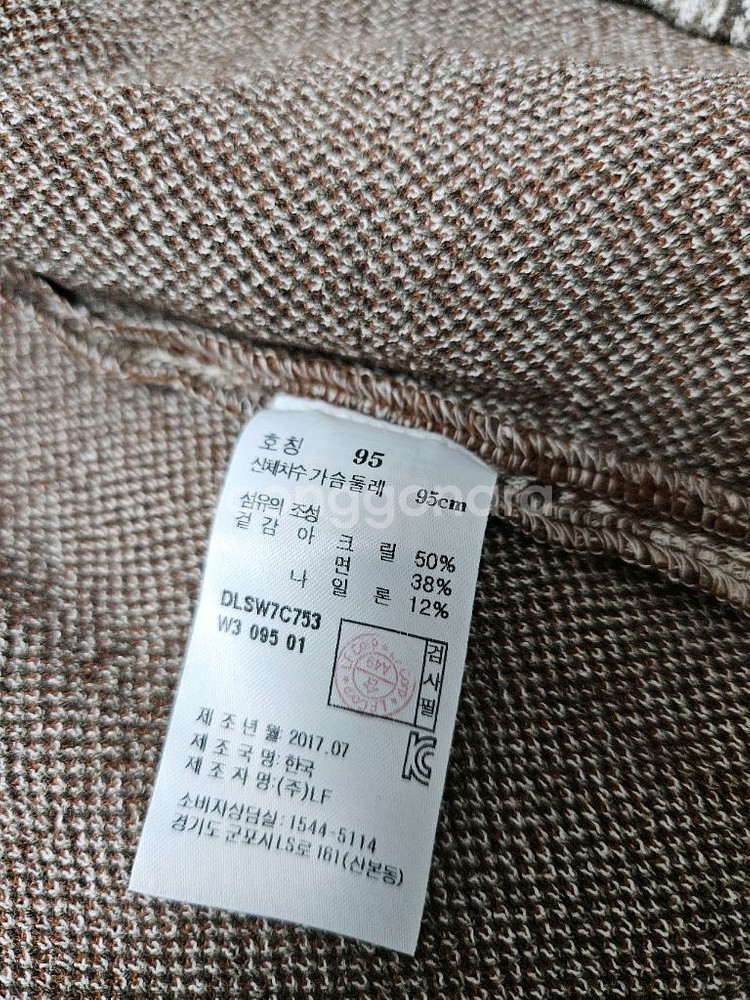 호칭 95
신체치수 가슴둘레 95cm
섬유의 조성
겉감 아크릴 50%
면 38%
나일론 12%
DLSW7C753
W3 095 01
검사필
제조년월: 2017.07
제조국명: 한국
제조자명: (주)LF
소비자상담실: 1544-5114
경기도 군포시 LS로 161 (산본동)